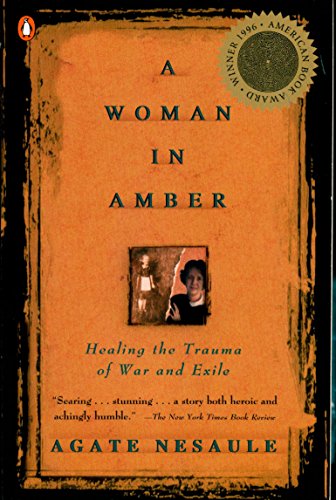 WINNER 1996 • AMERICAN BOOK AWARD •
A
WOMAN
IN
AMBER
Healing the Trauma
of War and Exile
"Searing . . . stunning . . . a story both heroic and
achingly humble." —The New York Times Book Review
AGATE NESAULE